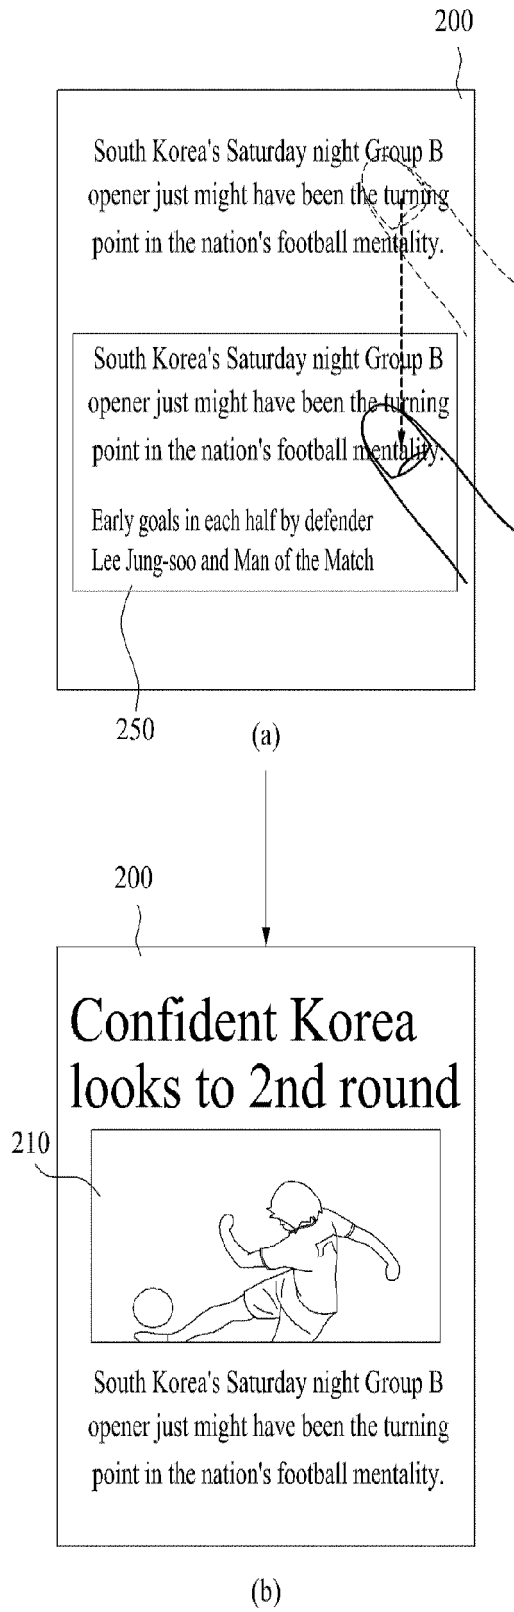 200
South Korea's Saturday night Group B
opener just might have been the turning
point in the nation's football mentality.
South Korea's Saturday night Group B
opener just might have been the turning
point in the nation's football mentality.
Early goals in each half by defender
Lee Jung-soo and Man of the Match
250
(a)
200
Confident Korea
looks to 2nd round
210
South Korea's Saturday night Group B
opener just might have been the turning
point in the nation's football mentality.
(b)